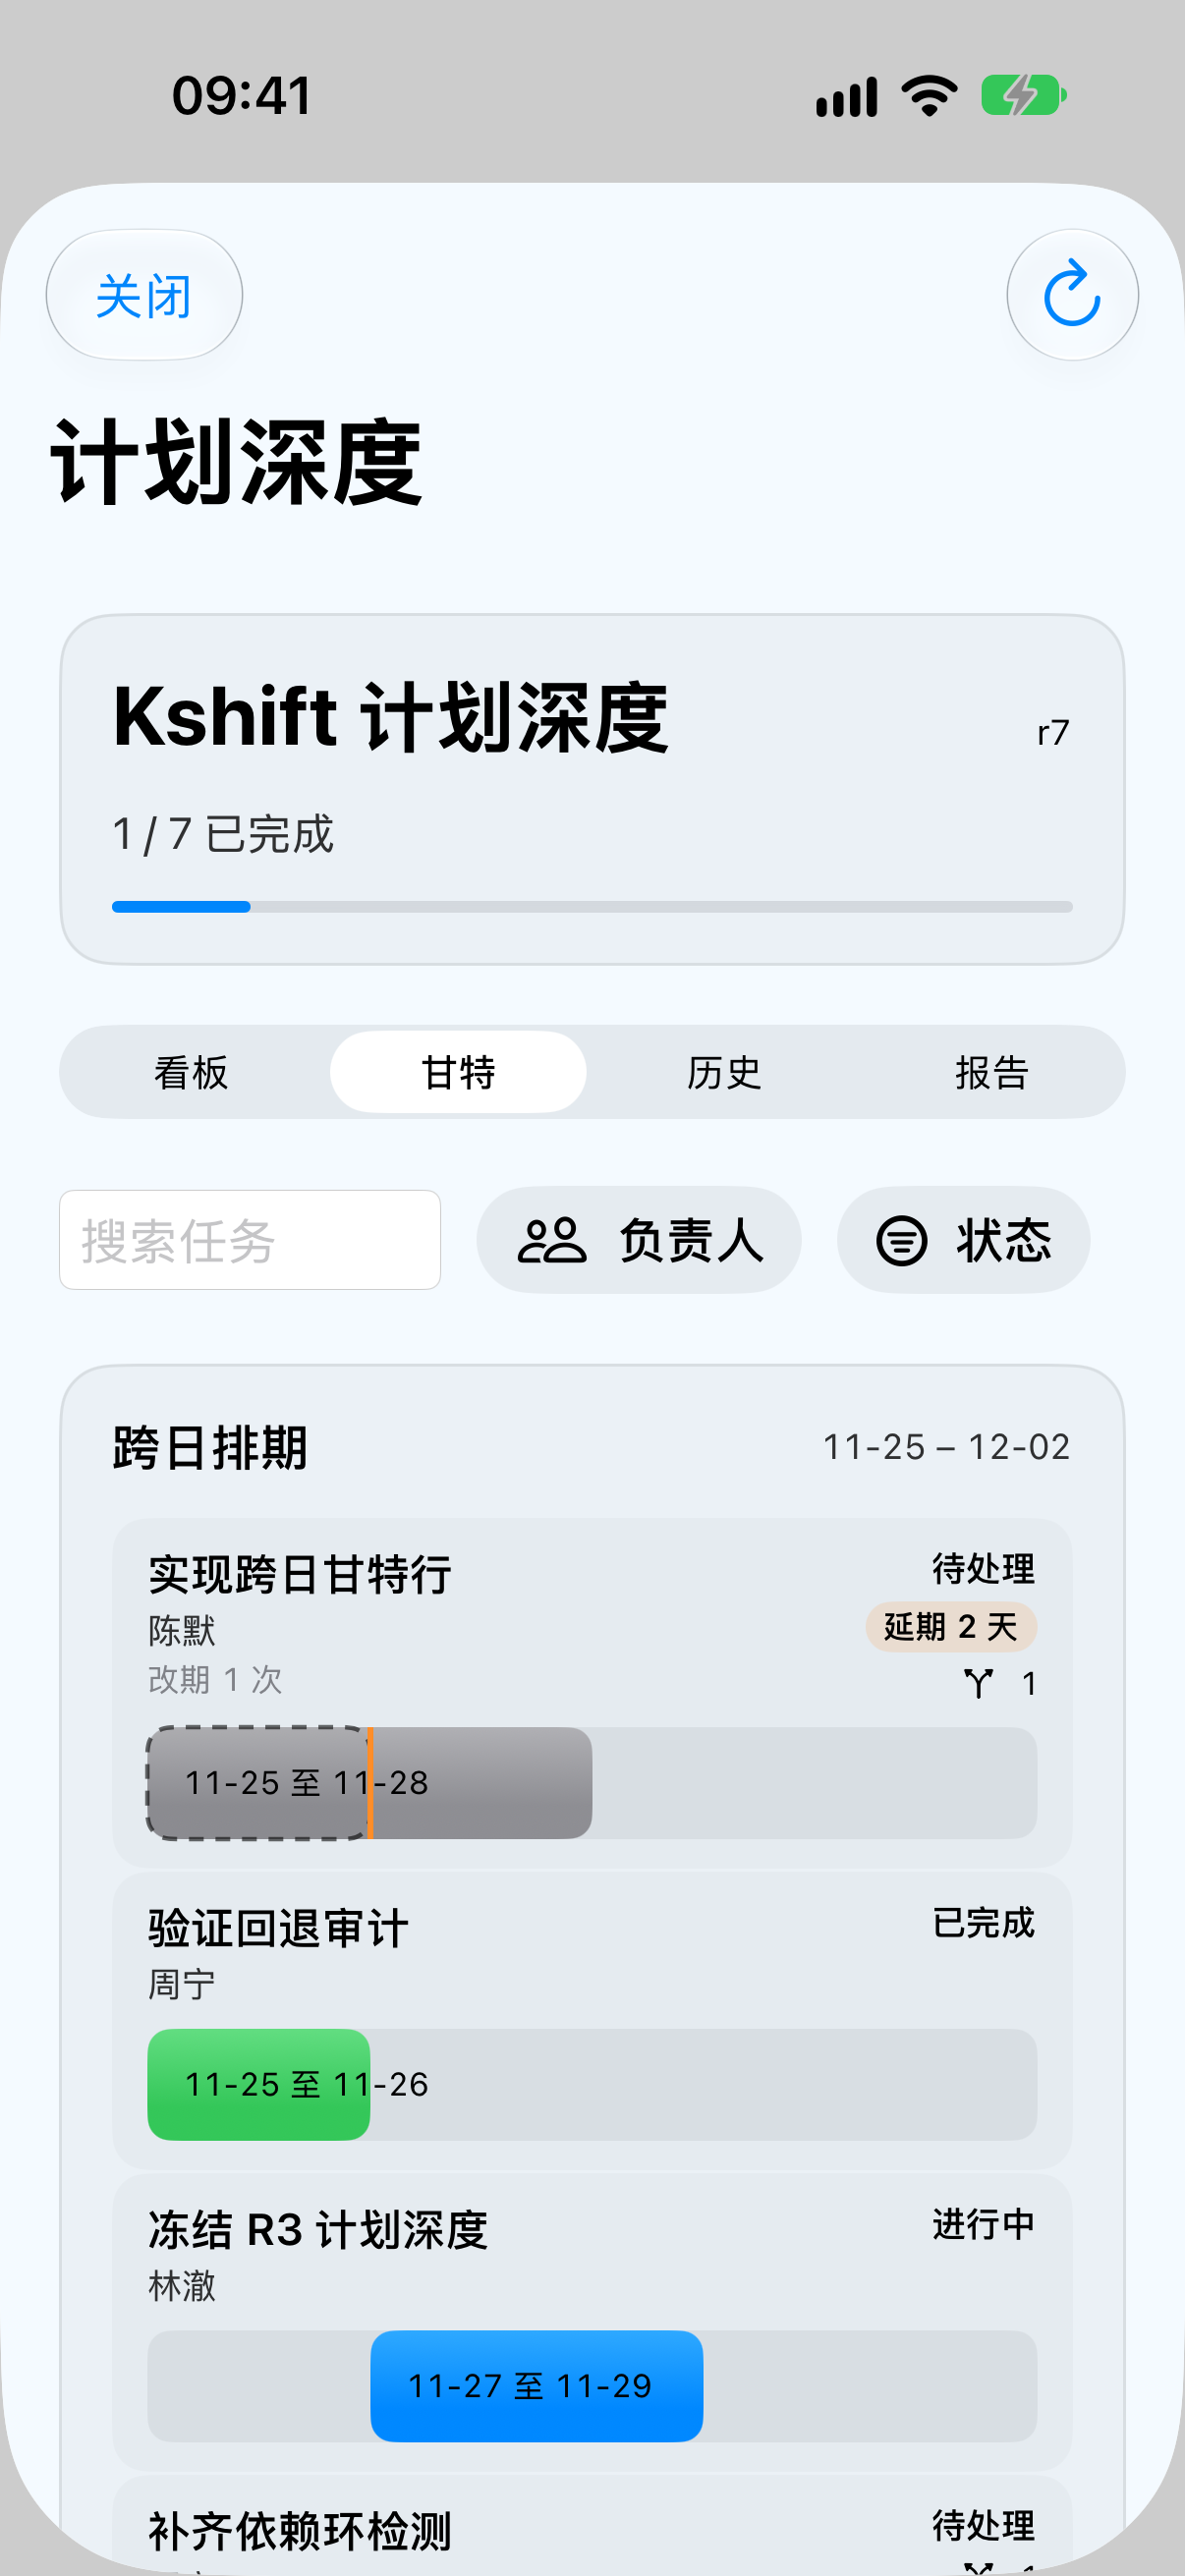 09:41
关闭
计划深度
Kshift 计划深度
r7
1 / 7 已完成
看板 甘特 历史 报告
搜索任务 负责人 状态
跨日排期 11-25 – 12-02
实现跨日甘特行 待处理
陈默 延期 2 天
改期 1 次 1
11-25 至 11-28
验证回退审计 已完成
周宁
11-25 至 11-26
冻结 R3 计划深度 进行中
林澈
11-27 至 11-29
补齐依赖环检测 待处理
1